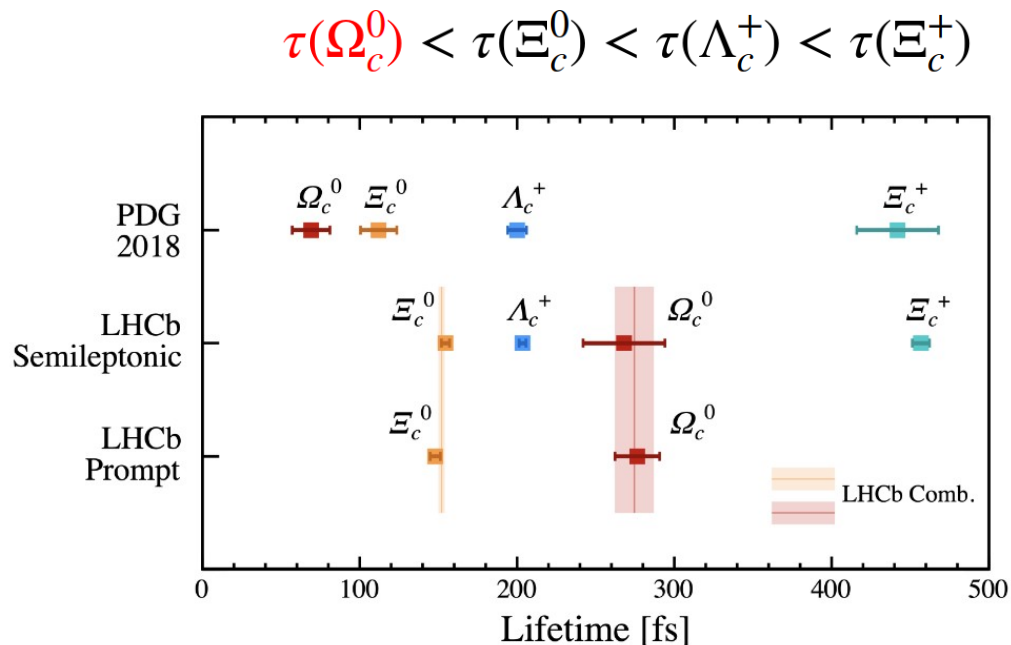 τ(Ω_c^0) < τ(Ξ_c^0) < τ(Λ_c^+) < τ(Ξ_c^+)
PDG
2018
Ω_c^0 Ξ_c^0 Λ_c^+ Ξ_c^+
LHCb
Semileptonic
Ξ_c^0 Λ_c^+ Ω_c^0 Ξ_c^+
LHCb
Prompt
Ξ_c^0 Ω_c^0
LHCb Comb.
0 100 200 300 400 500
Lifetime [fs]